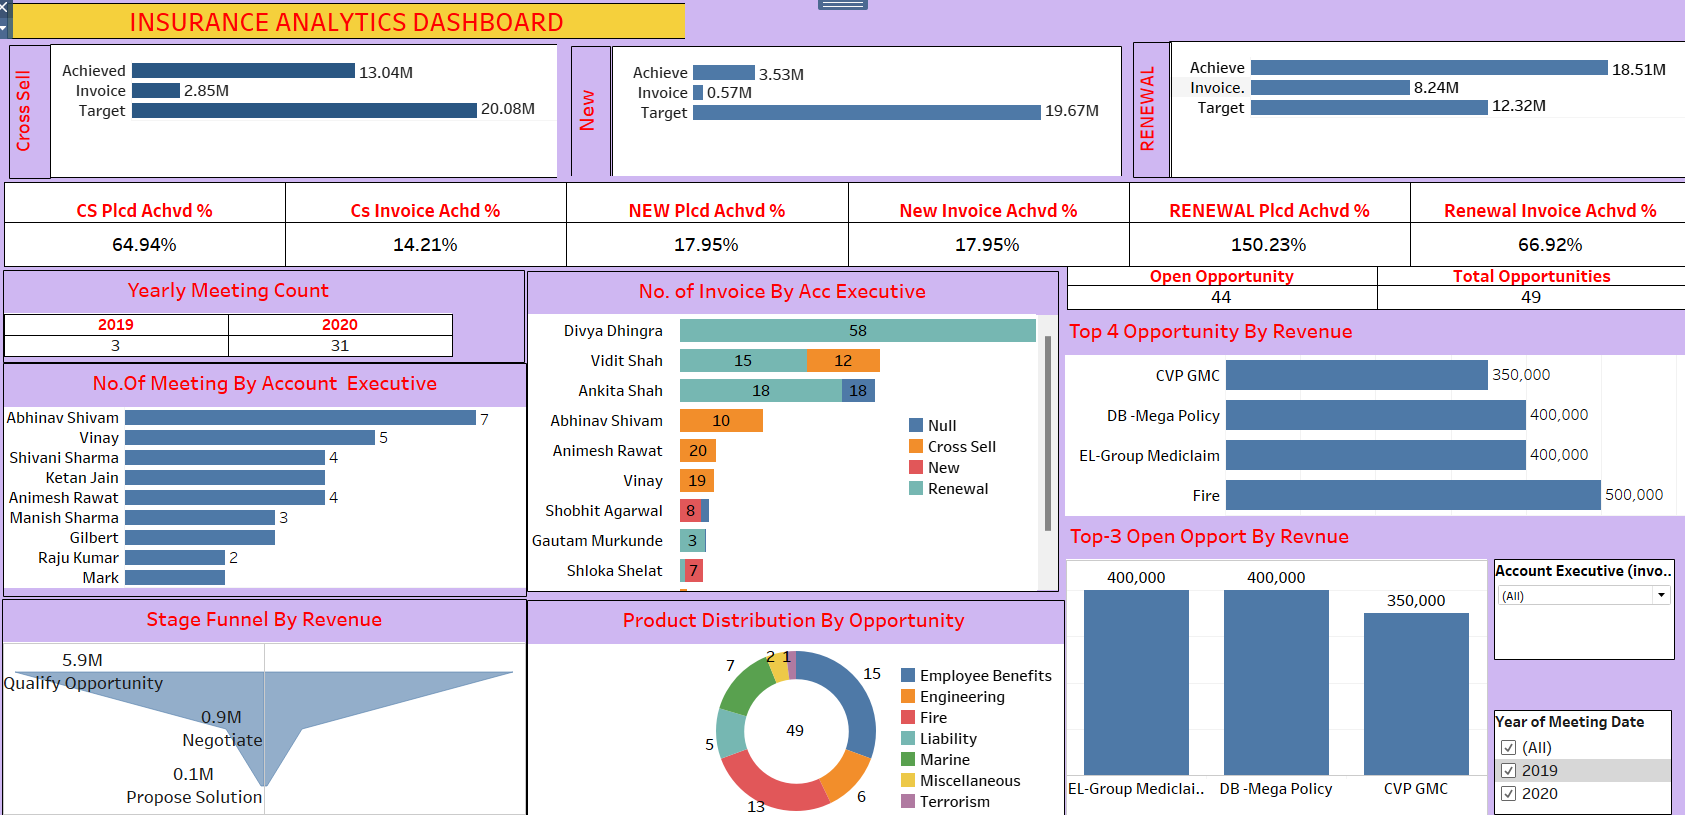 INSURANCE ANALYTICS DASHBOARD
Cross Sell
Achieved 13.04M
Invoice 2.85M
Target 20.08M
New
Achieve 3.53M
Invoice 0.57M
Target 19.67M
RENEWAL
Achieve 18.51M
Invoice. 8.24M
Target 12.32M
CS Plcd Achvd % Cs Invoice Achd % NEW Plcd Achvd % New Invoice Achvd % RENEWAL Plcd Achvd % Renewal Invoice Achvd %
64.94% 14.21% 17.95% 17.95% 150.23% 66.92%
Yearly Meeting Count
2019 2020
3 31
No.Of Meeting By Account Executive
Abhinav Shivam 7
Vinay 5
Shivani Sharma 4
Ketan Jain
Animesh Rawat 4
Manish Sharma 3
Gilbert
Raju Kumar 2
Mark
No. of Invoice By Acc Executive
Divya Dhingra 58
Vidit Shah 15 12
Ankita Shah 18 18
Abhinav Shivam 10
Animesh Rawat 20
Vinay 19
Shobhit Agarwal 8
Gautam Murkunde 3
Shloka Shelat 7
Null
Cross Sell
New
Renewal
Open Opportunity Total Opportunities
44 49
Top 4 Opportunity By Revenue
CVP GMC 350,000
DB -Mega Policy 400,000
EL-Group Mediclaim 400,000
Fire 500,000
Stage Funnel By Revenue
5.9M
Qualify Opportunity
0.9M
Negotiate
0.1M
Propose Solution
Product Distribution By Opportunity
2 1
7 15
49
5
13 6
Employee Benefits
Engineering
Fire
Liability
Marine
Miscellaneous
Terrorism
Top-3 Open Opport By Revnue
400,000 400,000 350,000
EL-Group Mediclai.. DB -Mega Policy CVP GMC
Account Executive (invo..
(All)
Year of Meeting Date
(All)
2019
2020